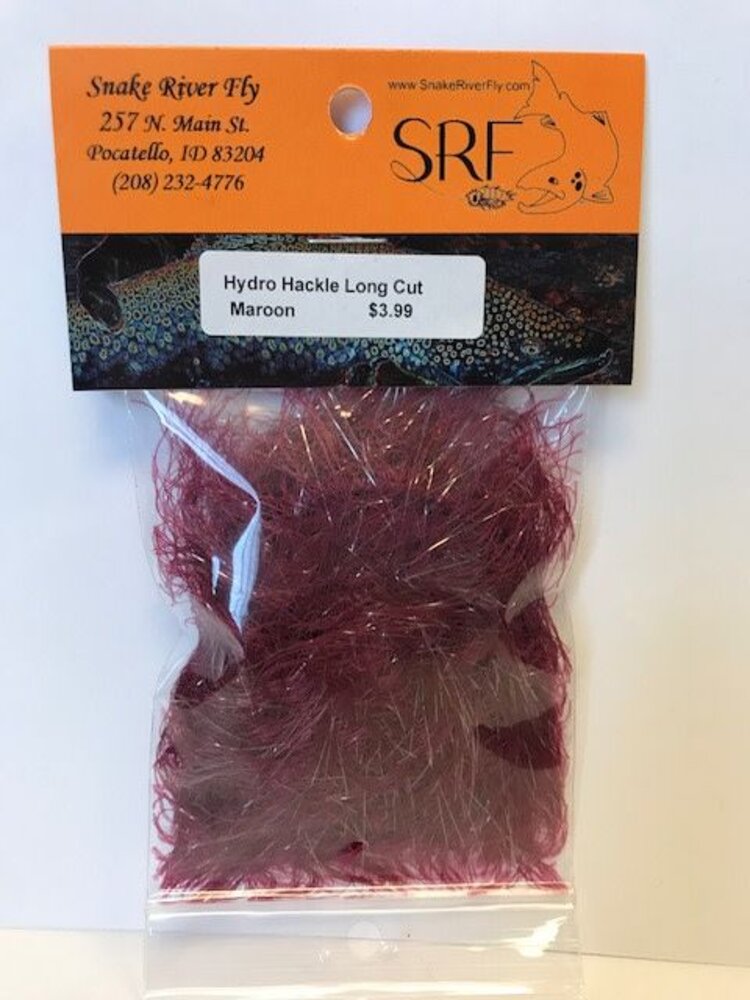 Snake River Fly
257 N. Main St.
Pocatello, ID 83204
(208) 232-4776
www.SnakeRiverFly.com
SRF
Hydro Hackle Long Cut
Maroon $3.99